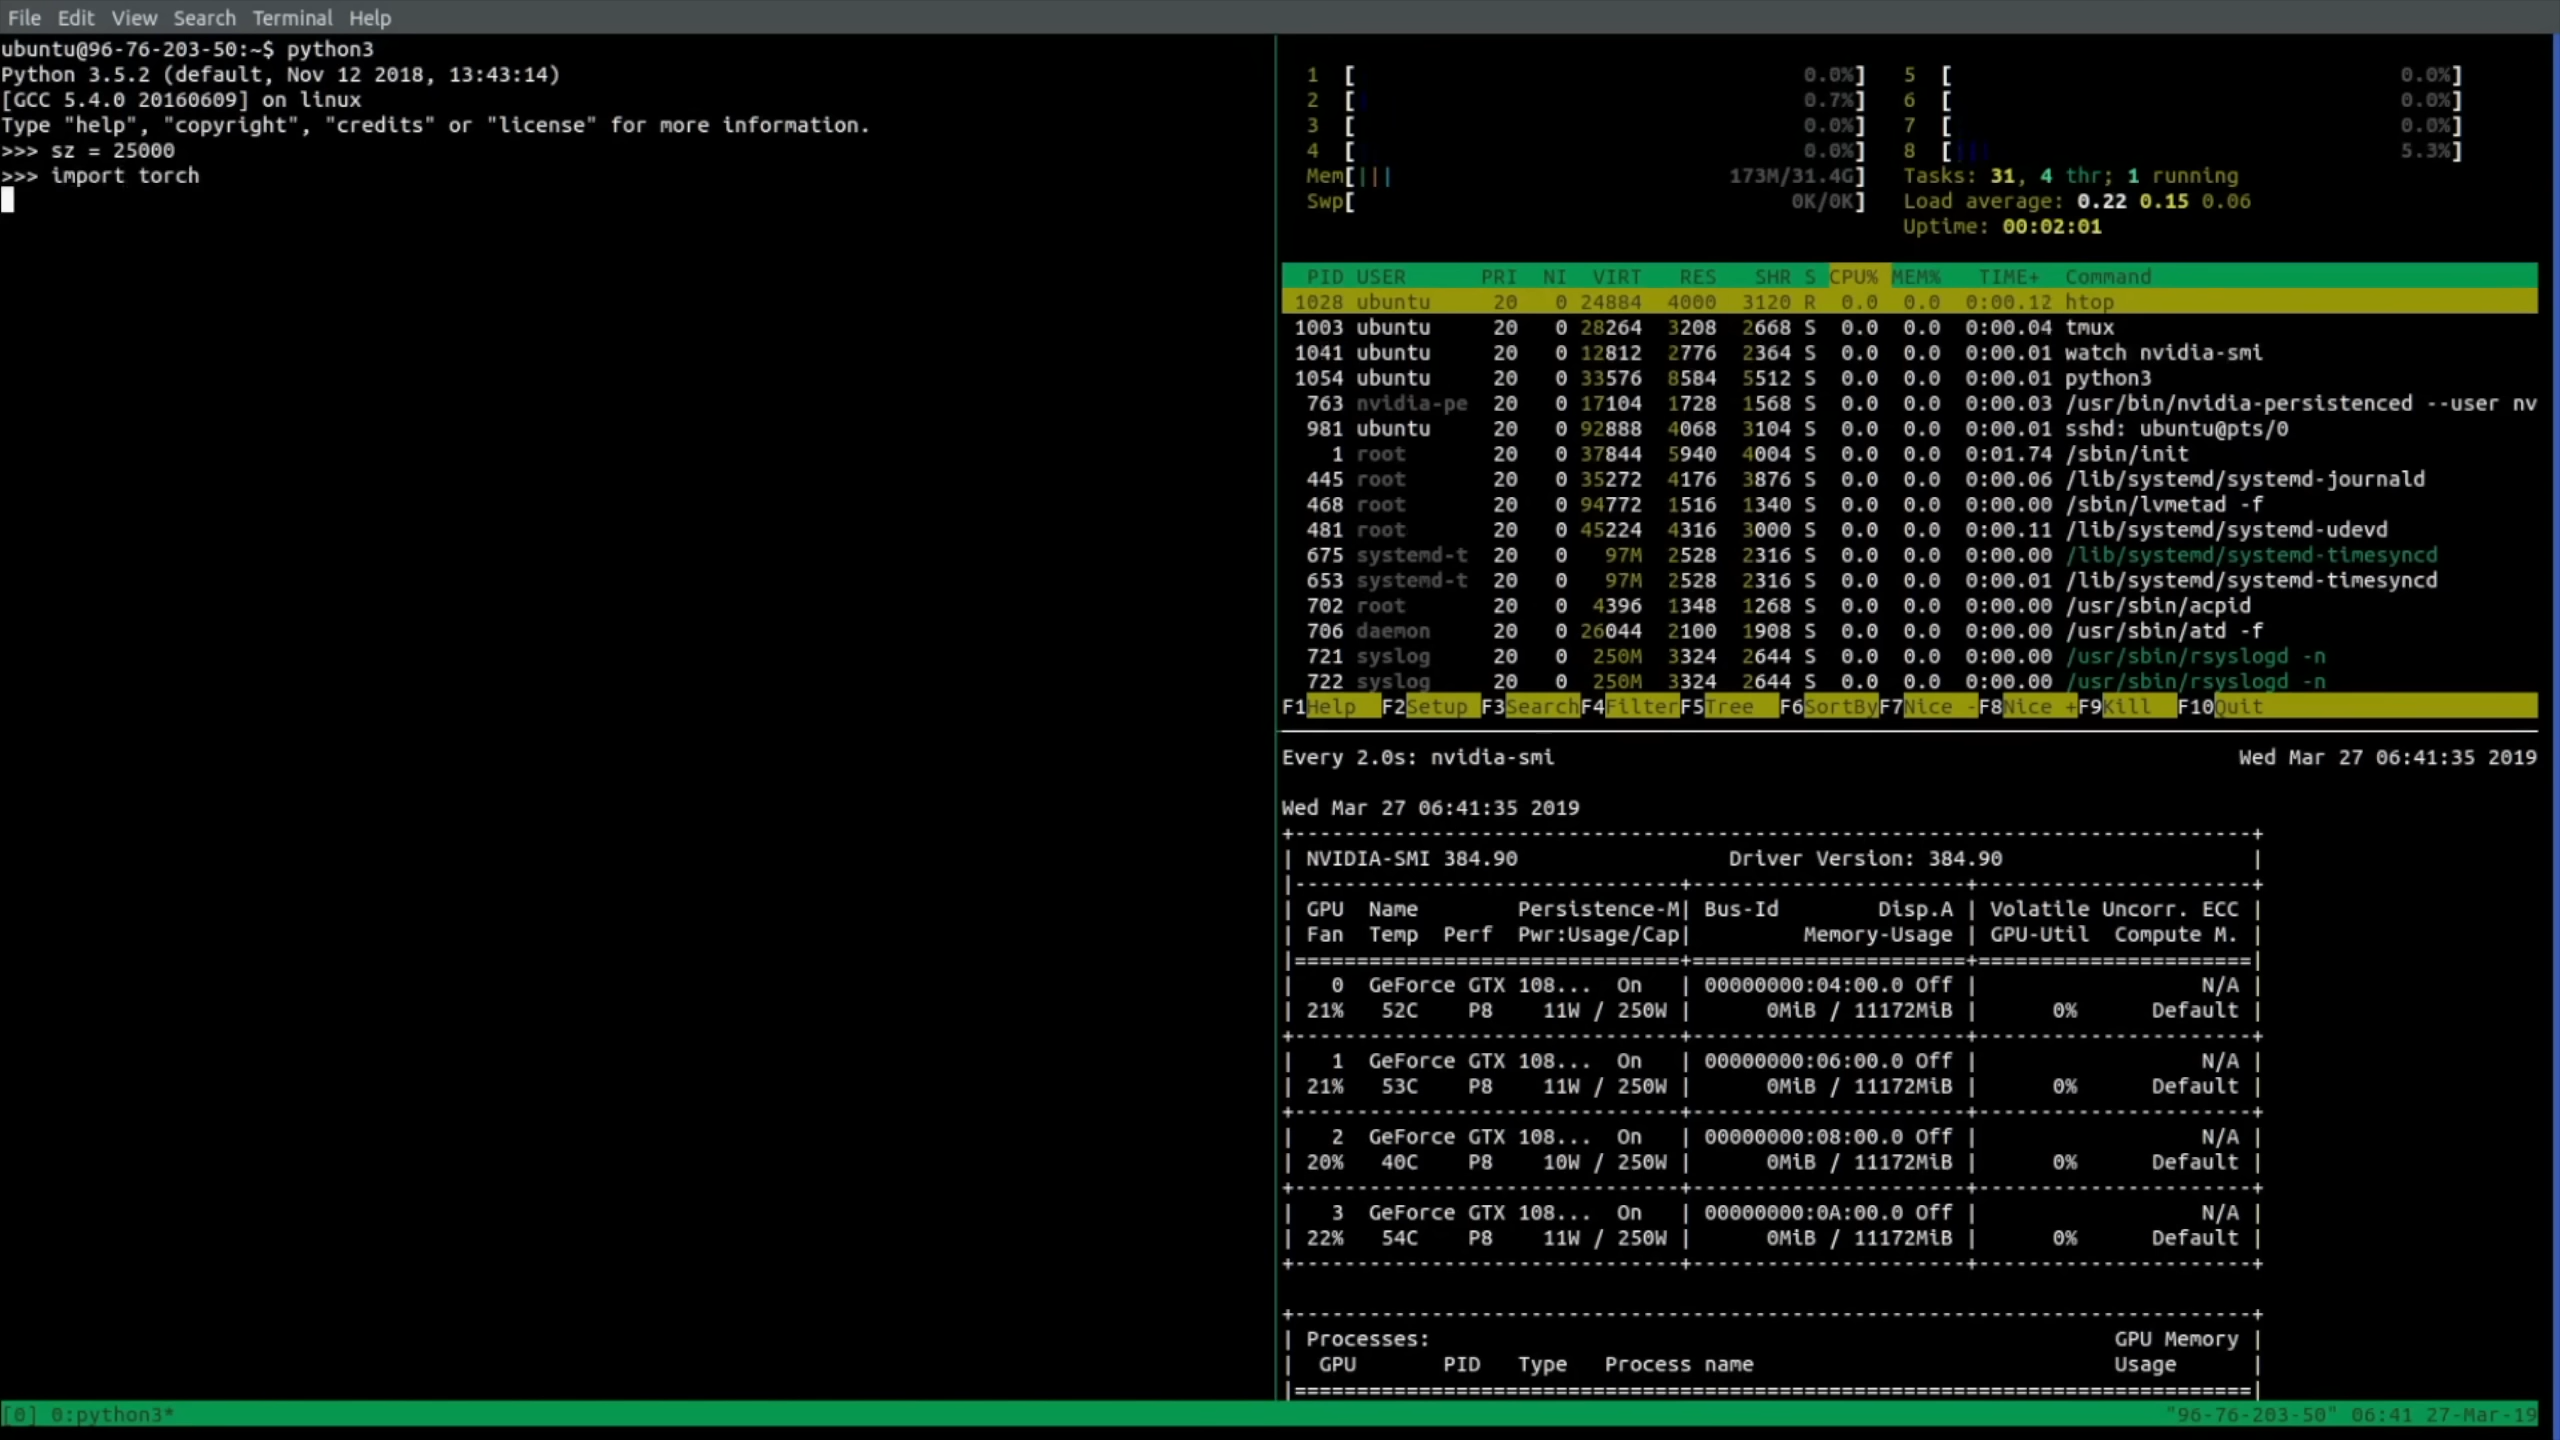 File Edit View Search Terminal Help
ubuntu@96-76-203-50:~$ python3
Python 3.5.2 (default, Nov 12 2018, 13:43:14)
[GCC 5.4.0 20160609] on linux
Type "help", "copyright", "credits" or "license" for more information.
>>> sz = 25000
>>> import torch
1 [ 0.0%] 5 [ 0.0%]
2 [ 0.7%] 6 [ 0.0%]
3 [ 0.0%] 7 [ 0.0%]
4 [ 0.0%] 8 [||| 5.3%]
Mem[||| 173M/31.4G] Tasks: 31, 4 thr; 1 running
Swp[ 0K/0K] Load average: 0.22 0.15 0.06
Uptime: 00:02:01
PID USER PRI NI VIRT RES SHR S CPU% MEM% TIME+ Command
1028 ubuntu 20 0 24884 4000 3120 R 0.0 0.0 0:00.12 htop
1003 ubuntu 20 0 28264 3208 2668 S 0.0 0.0 0:00.04 tmux
1041 ubuntu 20 0 12812 2776 2364 S 0.0 0.0 0:00.01 watch nvidia-smi
1054 ubuntu 20 0 33576 8584 5512 S 0.0 0.0 0:00.01 python3
763 nvidia-pe 20 0 17104 1728 1568 S 0.0 0.0 0:00.03 /usr/bin/nvidia-persistenced --user nv
981 ubuntu 20 0 92888 4068 3104 S 0.0 0.0 0:00.01 sshd: ubuntu@pts/0
1 root 20 0 37844 5940 4004 S 0.0 0.0 0:01.74 /sbin/init
445 root 20 0 35272 4176 3876 S 0.0 0.0 0:00.06 /lib/systemd/systemd-journald
468 root 20 0 94772 1516 1340 S 0.0 0.0 0:00.00 /sbin/lvmetad -f
481 root 20 0 45224 4316 3000 S 0.0 0.0 0:00.11 /lib/systemd/systemd-udevd
675 systemd-t 20 0 97M 2528 2316 S 0.0 0.0 0:00.00 /lib/systemd/systemd-timesyncd
653 systemd-t 20 0 97M 2528 2316 S 0.0 0.0 0:00.01 /lib/systemd/systemd-timesyncd
702 root 20 0 4396 1348 1268 S 0.0 0.0 0:00.00 /usr/sbin/acpid
706 daemon 20 0 26044 2100 1908 S 0.0 0.0 0:00.00 /usr/sbin/atd -f
721 syslog 20 0 250M 3324 2644 S 0.0 0.0 0:00.00 /usr/sbin/rsyslogd -n
722 syslog 20 0 250M 3324 2644 S 0.0 0.0 0:00.00 /usr/sbin/rsyslogd -n
F1Help F2Setup F3SearchF4FilterF5Tree F6SortByF7Nice -F8Nice +F9Kill F10Quit
Every 2.0s: nvidia-smi Wed Mar 27 06:41:35 2019
Wed Mar 27 06:41:35 2019
+-----------------------------------------------------------------------------+
| NVIDIA-SMI 384.90 Driver Version: 384.90 |
|-------------------------------+----------------------+----------------------+
| GPU Name Persistence-M| Bus-Id Disp.A | Volatile Uncorr. ECC |
| Fan Temp Perf Pwr:Usage/Cap| Memory-Usage | GPU-Util Compute M. |
|===============================+======================+======================|
| 0 GeForce GTX 108... On | 00000000:04:00.0 Off | N/A |
| 21% 52C P8 11W / 250W | 0MiB / 11172MiB | 0% Default |
+-------------------------------+----------------------+----------------------+
| 1 GeForce GTX 108... On | 00000000:06:00.0 Off | N/A |
| 21% 53C P8 11W / 250W | 0MiB / 11172MiB | 0% Default |
+-------------------------------+----------------------+----------------------+
| 2 GeForce GTX 108... On | 00000000:08:00.0 Off | N/A |
| 20% 40C P8 10W / 250W | 0MiB / 11172MiB | 0% Default |
+-------------------------------+----------------------+----------------------+
| 3 GeForce GTX 108... On | 00000000:0A:00.0 Off | N/A |
| 22% 54C P8 11W / 250W | 0MiB / 11172MiB | 0% Default |
+-------------------------------+----------------------+----------------------+
+-----------------------------------------------------------------------------+
| Processes: GPU Memory |
| GPU PID Type Process name Usage |
|=============================================================================|
[0] 0:python3* "96-76-203-50" 06:41 27-Mar-19